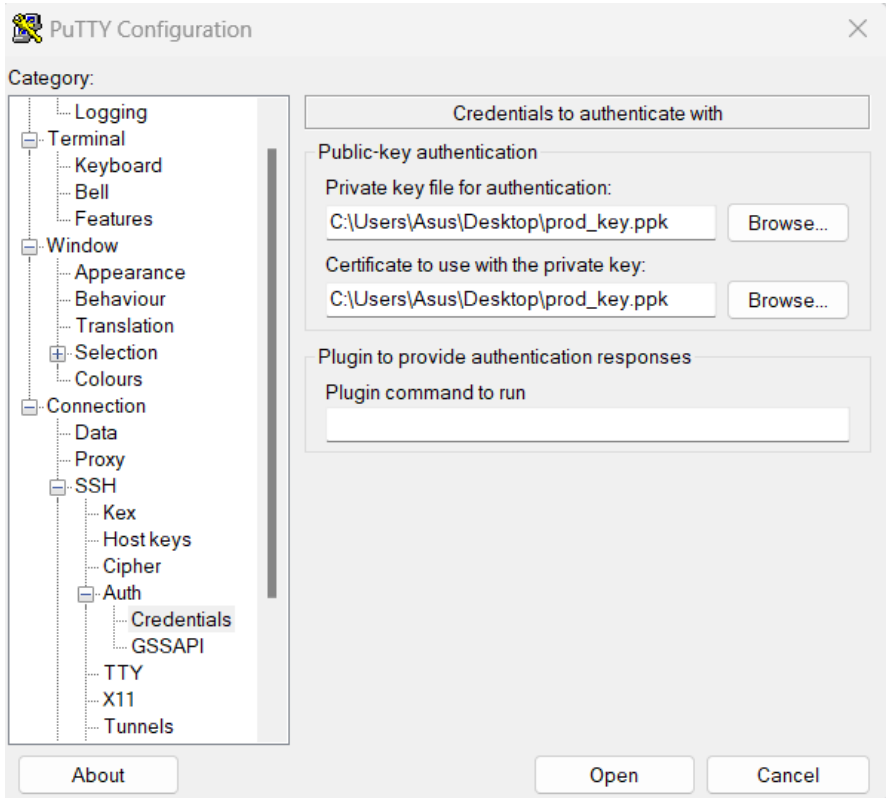 PuTTY Configuration
Category:
Logging
Terminal
Keyboard
Bell
Features
Window
Appearance
Behaviour
Translation
Selection
Colours
Connection
Data
Proxy
SSH
Kex
Host keys
Cipher
Auth
Credentials
GSSAPI
TTY
X11
Tunnels
Credentials to authenticate with
Public-key authentication
Private key file for authentication:
C:\Users\Asus\Desktop\prod_key.ppk
Browse...
Certificate to use with the private key:
C:\Users\Asus\Desktop\prod_key.ppk
Browse...
Plugin to provide authentication responses
Plugin command to run
About
Open
Cancel